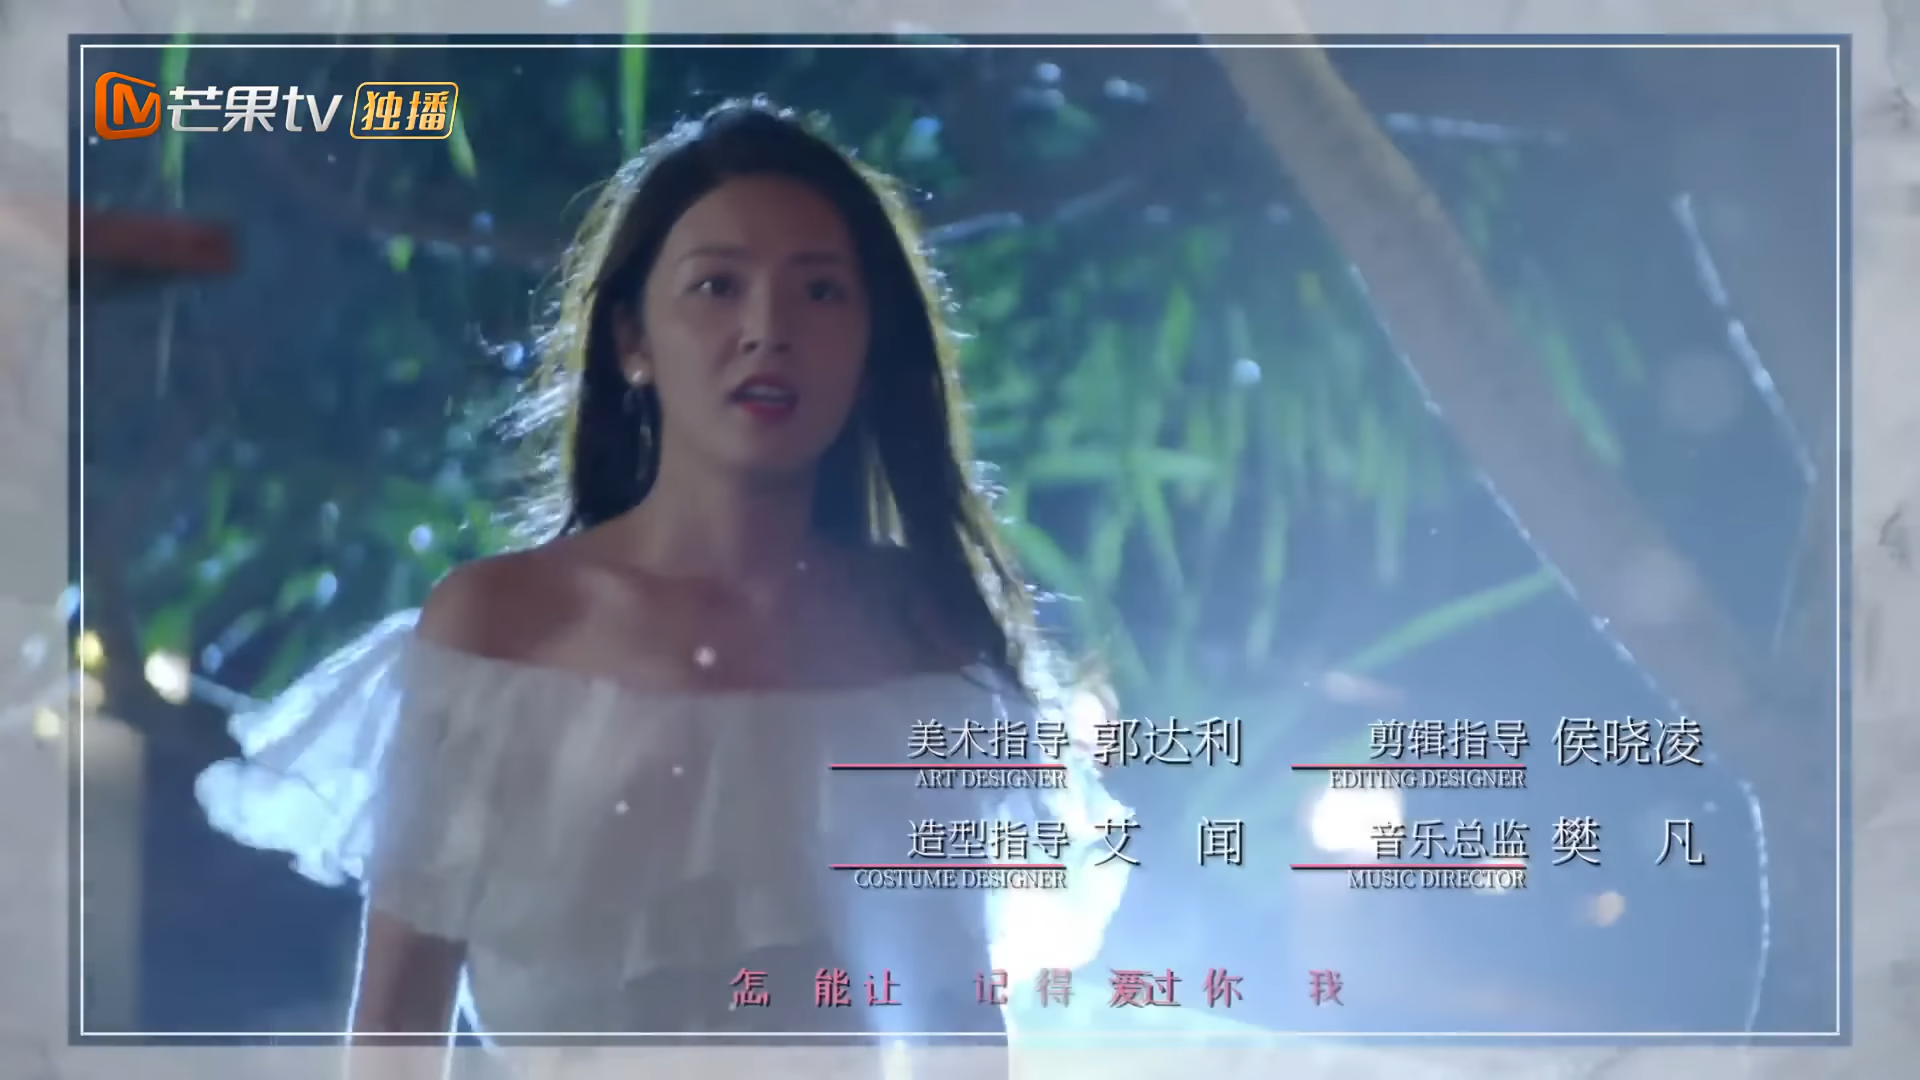 芒果tv 独播
美术指导 郭达利
ART DESIGNER
剪辑指导 侯晓凌
EDITING DESIGNER
造型指导 艾 闻
COSTUME DESIGNER
音乐总监 樊 凡
MUSIC DIRECTOR
怎 能让 记 得 爱过 你 我